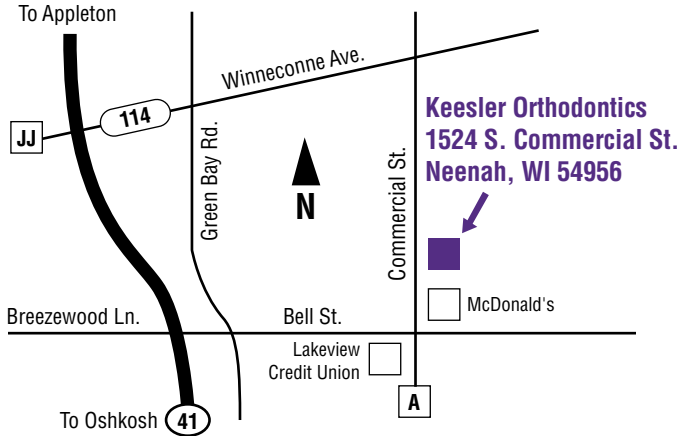 To Appleton
Winneconne Ave.
114
JJ
Green Bay Rd.
N
Commercial St.
Keesler Orthodontics
1524 S. Commercial St.
Neenah, WI 54956
McDonald's
Breezewood Ln.
Bell St.
Lakeview
Credit Union
A
To Oshkosh
41